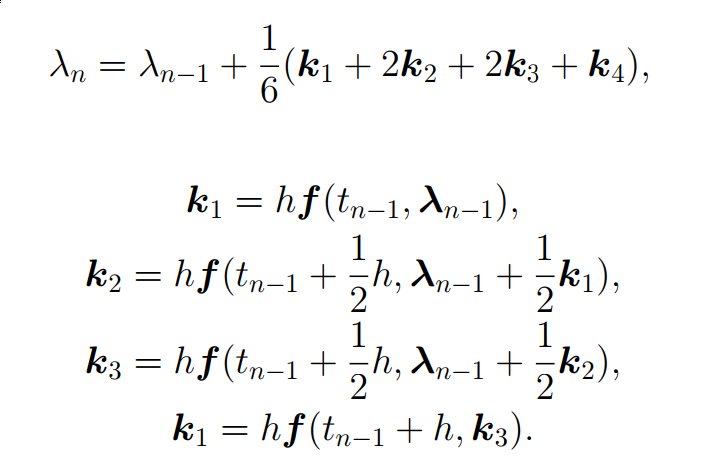 λₙ = λₙ₋₁ + 1/6(𝒌₁ + 2𝒌₂ + 2𝒌₃ + 𝒌₄),
𝒌₁ = h𝒇(tₙ₋₁, 𝝀ₙ₋₁),
𝒌₂ = h𝒇(tₙ₋₁ + 1/2h, 𝝀ₙ₋₁ + 1/2𝒌₁),
𝒌₃ = h𝒇(tₙ₋₁ + 1/2h, 𝝀ₙ₋₁ + 1/2𝒌₂),
𝒌₁ = h𝒇(tₙ₋₁ + h, 𝒌₃).